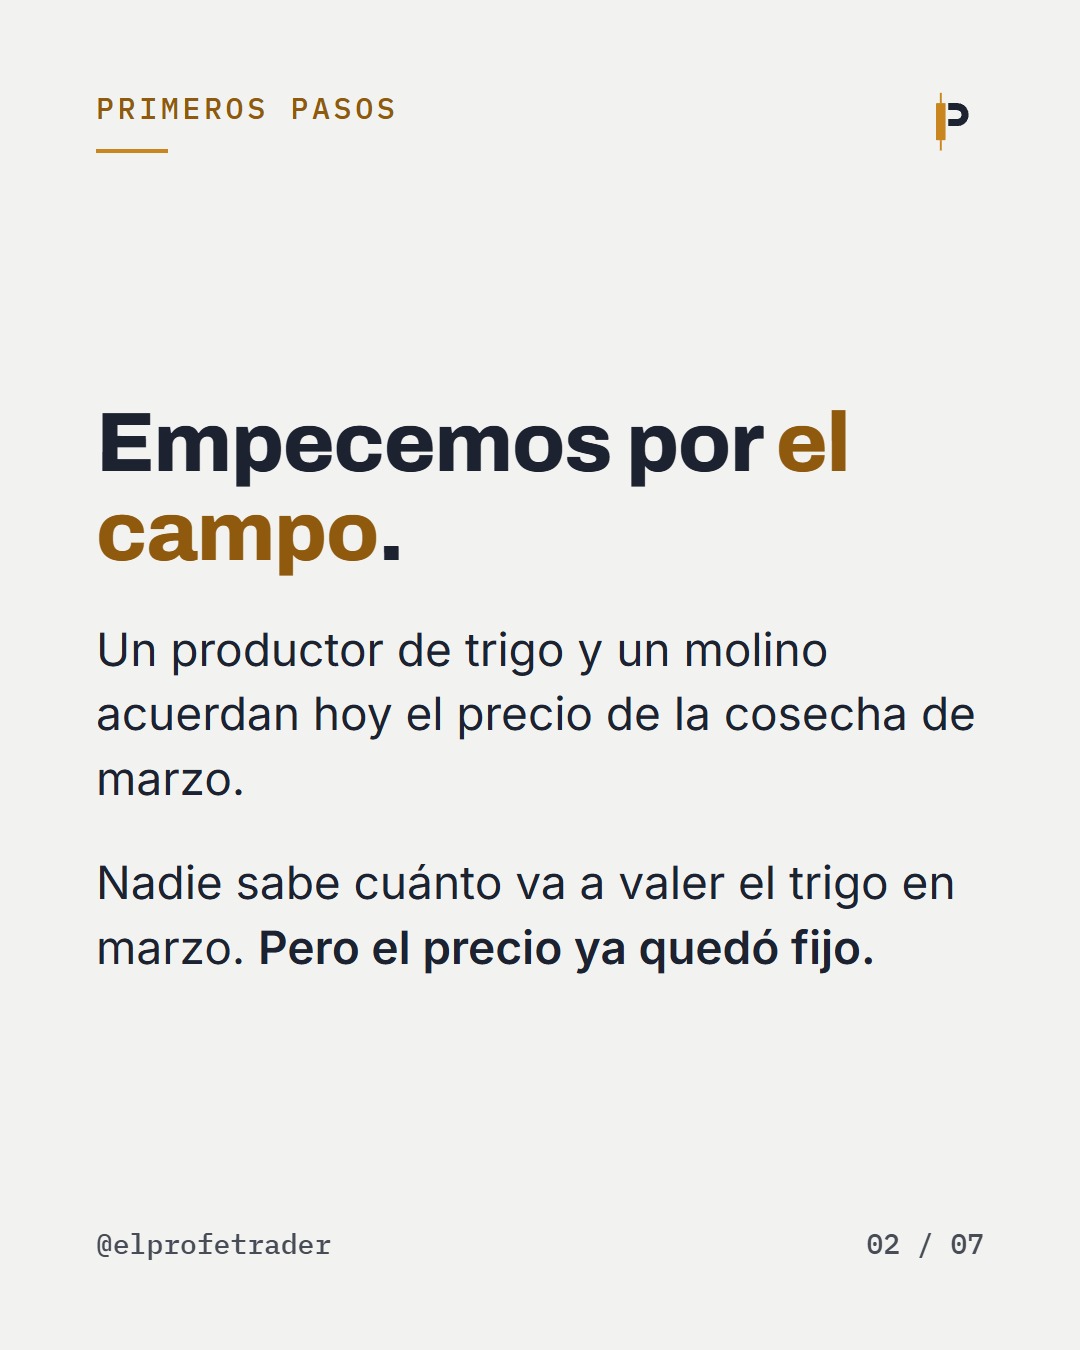 PRIMEROS PASOS
Empecemos por el
campo.
Un productor de trigo y un molino
acuerdan hoy el precio de la cosecha de
marzo.
Nadie sabe cuánto va a valer el trigo en
marzo. Pero el precio ya quedó fijo.
@elprofetrader
02 / 07